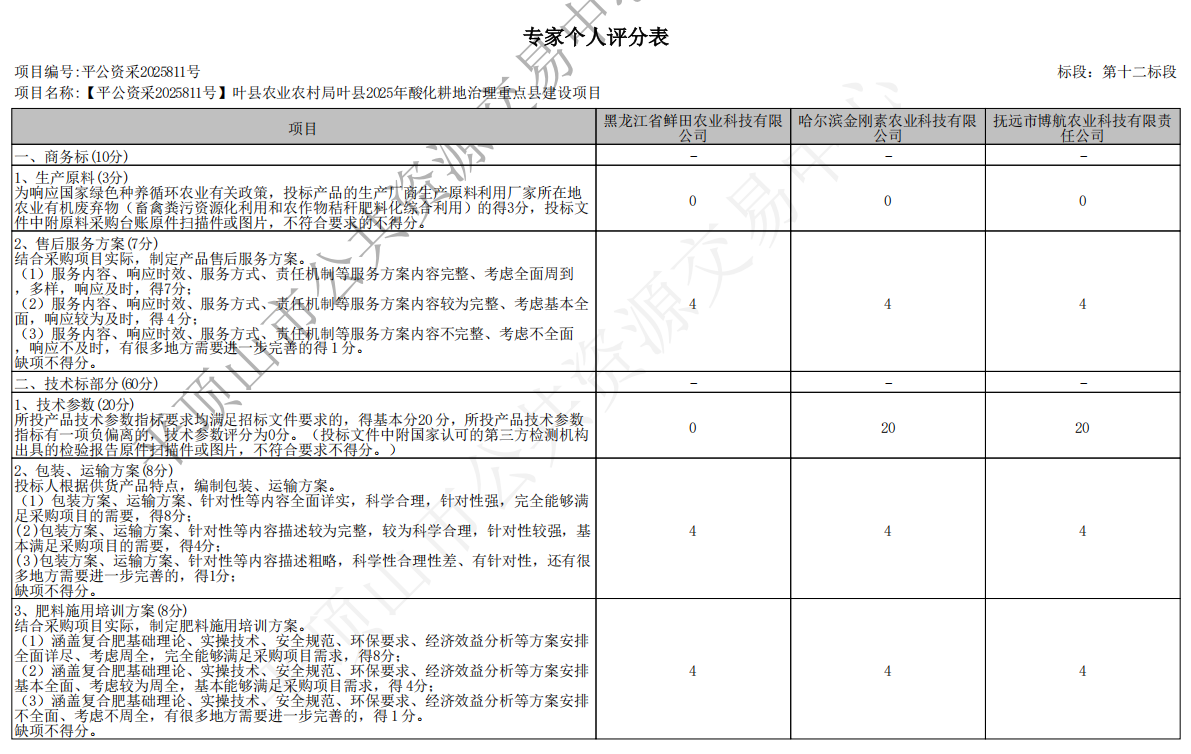 专家个人评分表
项目编号:平公资采2025811号
标段：第十二标段
项目名称:【平公资采2025811号】叶县农业农村局叶县2025年酸化耕地治理重点县建设项目
项目
黑龙江省鲜田农业科技有限
公司
哈尔滨金刚素农业科技有限
公司
抚远市博航农业科技有限责
任公司
一、商务标(10分)
－
－
－
1、生产原料(3分)
为响应国家绿色种养循环农业有关政策，投标产品的生产厂商生产原料利用厂家所在地
农业有机废弃物（畜禽粪污资源化利用和农作物秸秆肥料化综合利用）的得3分，投标文
件中附原料采购台账原件扫描件或图片，不符合要求的不得分。
0
0
0
2、售后服务方案(7分)
结合采购项目实际，制定产品售后服务方案。
（1）服务内容、响应时效、服务方式、责任机制等服务方案内容完整、考虑全面周到
，多样，响应及时，得7分；
（2）服务内容、响应时效、服务方式、责任机制等服务方案内容较为完整、考虑基本全
面，响应较为及时，得 4 分；
（3）服务内容、响应时效、服务方式、责任机制等服务方案内容不完整、考虑不全面
，响应不及时，有很多地方需要进一步完善的得 1 分。
缺项不得分。
4
4
4
二、技术标部分(60分)
－
－
－
1、技术参数(20分)
所投产品技术参数指标要求均满足招标文件要求的，得基本分20 分，所投产品技术参数
指标有一项负偏离的，技术参数评分为0分。（投标文件中附国家认可的第三方检测机构
出具的检验报告原件扫描件或图片，不符合要求不得分。）
0
20
20
2、包装、运输方案(8分)
投标人根据供货产品特点，编制包装、运输方案。
（1）包装方案、运输方案、针对性等内容全面详实，科学合理，针对性强，完全能够满
足采购项目的需要，得8分；
(2)包装方案、运输方案、针对性等内容描述较为完整，较为科学合理，针对性较强，基
本满足采购项目的需要，得4分；
(3)包装方案、运输方案、针对性等内容描述粗略，科学性合理性差、有针对性，还有很
多地方需要进一步完善的，得1分；
缺项不得分。
4
4
4
3、肥料施用培训方案(8分)
结合采购项目实际，制定肥料施用培训方案。
（1）涵盖复合肥基础理论、实操技术、安全规范、环保要求、经济效益分析等方案安排
全面详尽、考虑周全，完全能够满足采购项目需求，得8分；
（2）涵盖复合肥基础理论、实操技术、安全规范、环保要求、经济效益分析等方案安排
基本全面、考虑较为周全，基本能够满足采购项目需求，得 4分；
（3）涵盖复合肥基础理论、实操技术、安全规范、环保要求、经济效益分析等方案安排
不全面、考虑不周全，有很多地方需要进一步完善的，得 1 分。
缺项不得分。
4
4
4
平顶山市公共资源交易中心
平顶山市公共资源交易中心